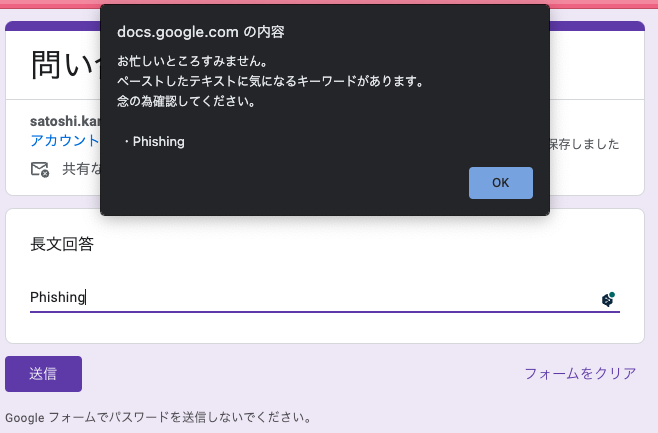 docs.google.com の内容
お忙しいところすみません。
ペーストしたテキストに気になるキーワードがあります。
念の為確認してください。
・Phishing
OK
問い
satoshi.kar
アカウント
保存しました
共有な
長文回答
Phishing
送信
フォームをクリア
Google フォームでパスワードを送信しないでください。